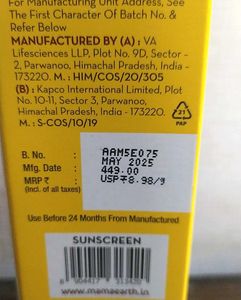 For Manufacturing Unit Address, See
The First Character Of Batch No. &
Refer Below
MANUFACTURED BY (A): VA
Lifesciences LLP, Plot No. 9D, Sector -
2, Parwanoo, Himachal Pradesh, India -
173220. M.: HIM/COS/20/305
(B): Kapco International Limited, Plot
No. 10-11, Sector 3, Parwanoo,
Himachal Pradesh, India - 173220.
M.: S-COS/10/19
21
PAP
B. No. : AAM5E075
Mfg. Date : MAY 2025
MRP ₹ : 449.00
(incl. of all taxes) USP ₹8.98/g
Use Before 24 Months From Manufactured
SUNSCREEN
8 904417 313420
www.mamaearth.in